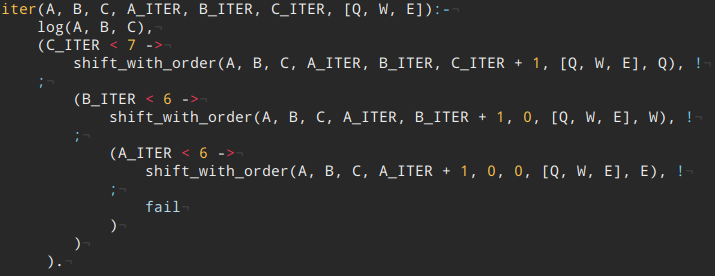 iter(A, B, C, A_ITER, B_ITER, C_ITER, [Q, W, E]):-¬
    log(A, B, C),¬
    (C_ITER < 7 ->¬
        shift_with_order(A, B, C, A_ITER, B_ITER, C_ITER + 1, [Q, W, E], Q), !¬
    ;¬
        (B_ITER < 6 ->¬
            shift_with_order(A, B, C, A_ITER, B_ITER + 1, 0, [Q, W, E], W), !¬
        ;¬
            (A_ITER < 6 ->¬
                shift_with_order(A, B, C, A_ITER + 1, 0, 0, [Q, W, E], E), !¬
            ;¬
                fail¬
            )¬
        )¬
     ).¬